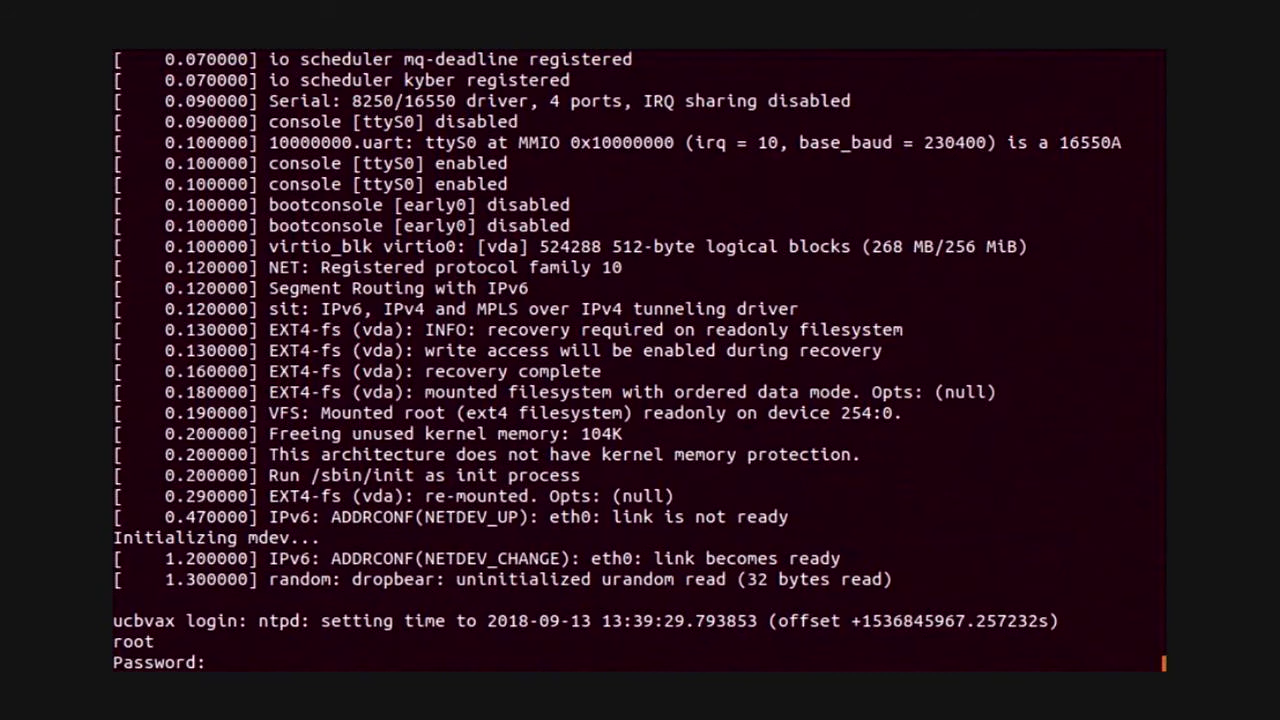 [    0.070000] io scheduler mq-deadline registered
[    0.070000] io scheduler kyber registered
[    0.090000] Serial: 8250/16550 driver, 4 ports, IRQ sharing disabled
[    0.090000] console [ttyS0] disabled
[    0.100000] 10000000.uart: ttyS0 at MMIO 0x10000000 (irq = 10, base_baud = 230400) is a 16550A
[    0.100000] console [ttyS0] enabled
[    0.100000] console [ttyS0] enabled
[    0.100000] bootconsole [early0] disabled
[    0.100000] bootconsole [early0] disabled
[    0.100000] virtio_blk virtio0: [vda] 524288 512-byte logical blocks (268 MB/256 MiB)
[    0.120000] NET: Registered protocol family 10
[    0.120000] Segment Routing with IPv6
[    0.120000] sit: IPv6, IPv4 and MPLS over IPv4 tunneling driver
[    0.130000] EXT4-fs (vda): INFO: recovery required on readonly filesystem
[    0.130000] EXT4-fs (vda): write access will be enabled during recovery
[    0.160000] EXT4-fs (vda): recovery complete
[    0.180000] EXT4-fs (vda): mounted filesystem with ordered data mode. Opts: (null)
[    0.190000] VFS: Mounted root (ext4 filesystem) readonly on device 254:0.
[    0.200000] Freeing unused kernel memory: 104K
[    0.200000] This architecture does not have kernel memory protection.
[    0.200000] Run /sbin/init as init process
[    0.290000] EXT4-fs (vda): re-mounted. Opts: (null)
[    0.470000] IPv6: ADDRCONF(NETDEV_UP): eth0: link is not ready
Initializing mdev...
[    1.200000] IPv6: ADDRCONF(NETDEV_CHANGE): eth0: link becomes ready
[    1.300000] random: dropbear: uninitialized urandom read (32 bytes read)
ucbvax login: ntpd: setting time to 2018-09-13 13:39:29.793853 (offset +1536845967.257232s)
root
Password: